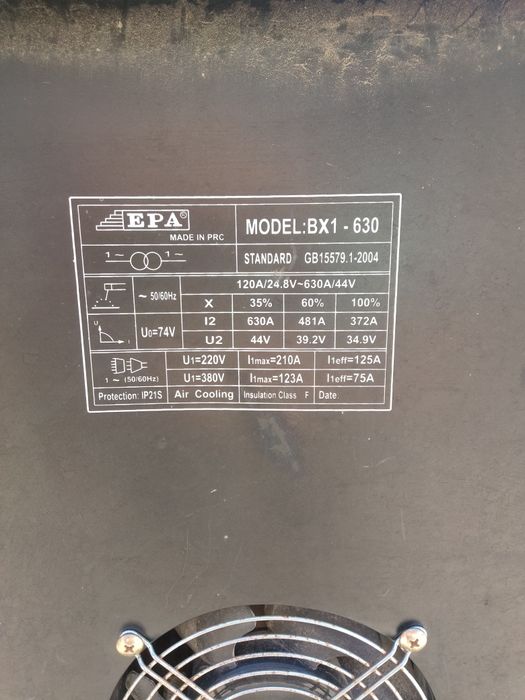 EPA®
MADE IN PRC
MODEL:BX1 - 630
1 ~ 1 ~
STANDARD GB15579.1-2004
~ 50/60Hz
120A/24.8V~630A/44V
X 35% 60% 100%
U I
U0=74V
I2 630A 481A 372A
U2 44V 39.2V 34.9V
1 ~ (50/60Hz)
U1=220V I1max=210A I1eff=125A
U1=380V I1max=123A I1eff=75A
Protection: IP21S Air Cooling Insulation Class F Date: